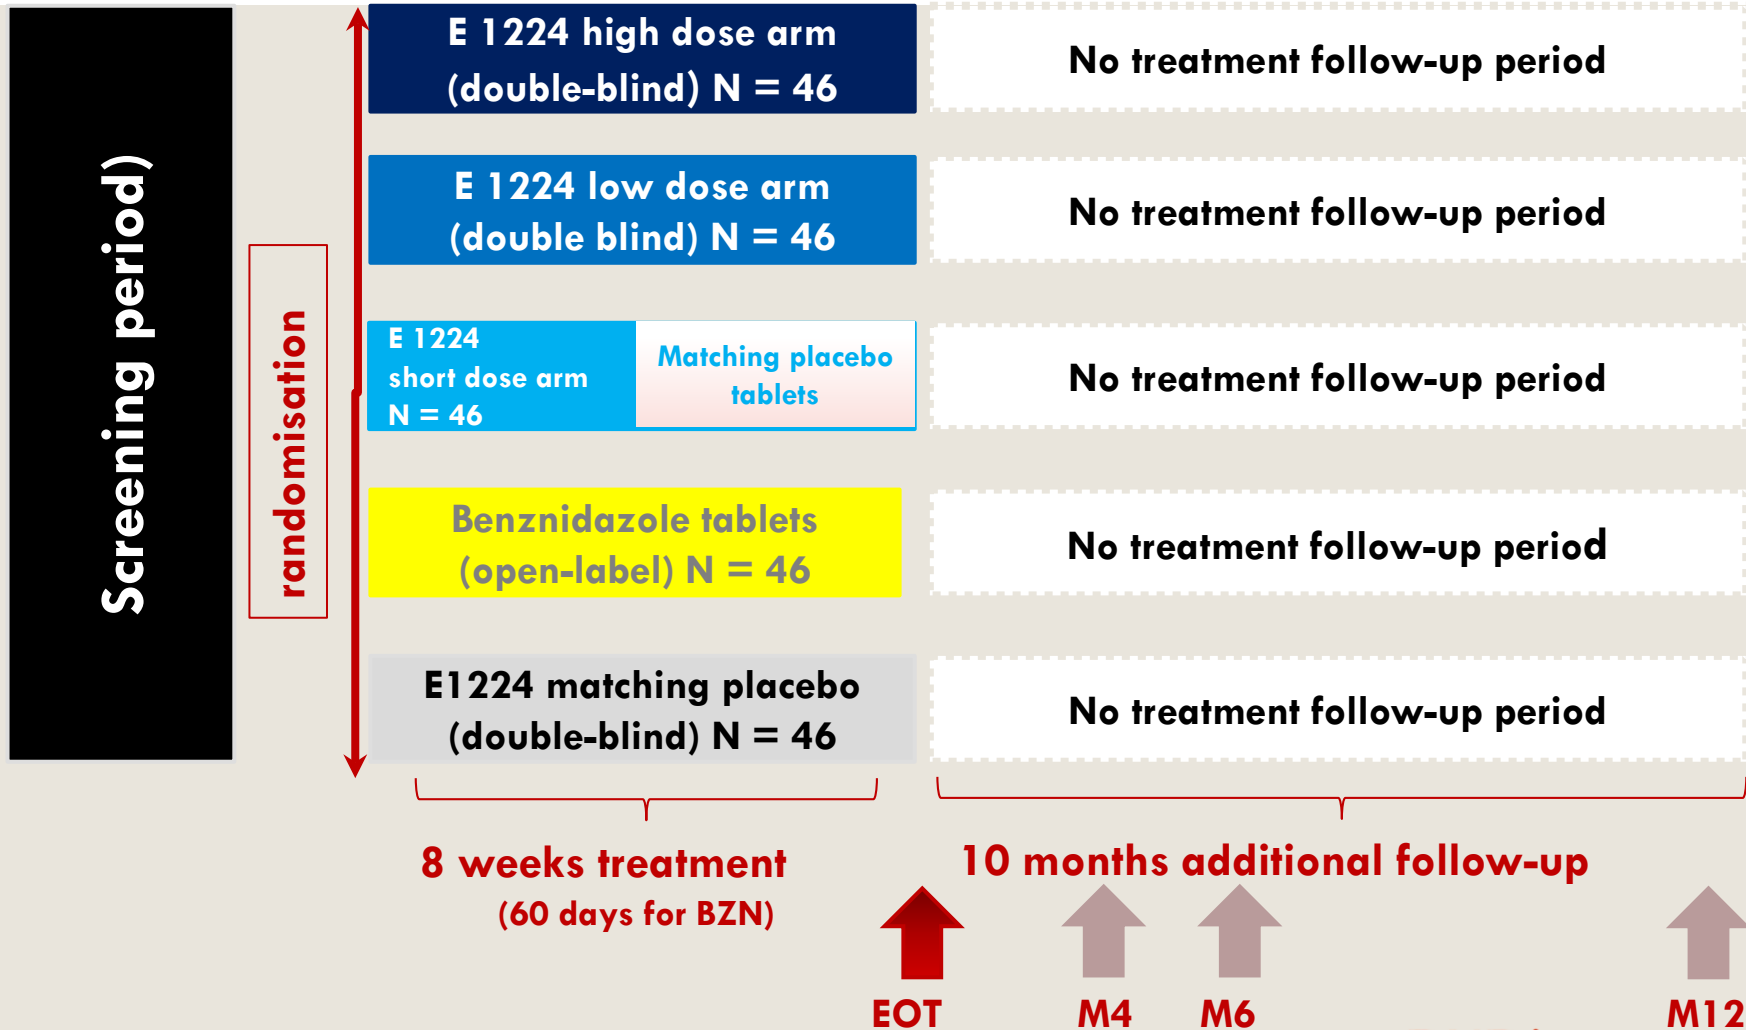 Screening period)
randomisation
E 1224 high dose arm
(double-blind) N = 46
No treatment follow-up period
E 1224 low dose arm
(double blind) N = 46
No treatment follow-up period
E 1224
short dose arm
N = 46
Matching placebo
tablets
No treatment follow-up period
Benznidazole tablets
(open-label) N = 46
No treatment follow-up period
E1224 matching placebo
(double-blind) N = 46
No treatment follow-up period
8 weeks treatment
(60 days for BZN)
10 months additional follow-up
EOT
M4
M6
M12